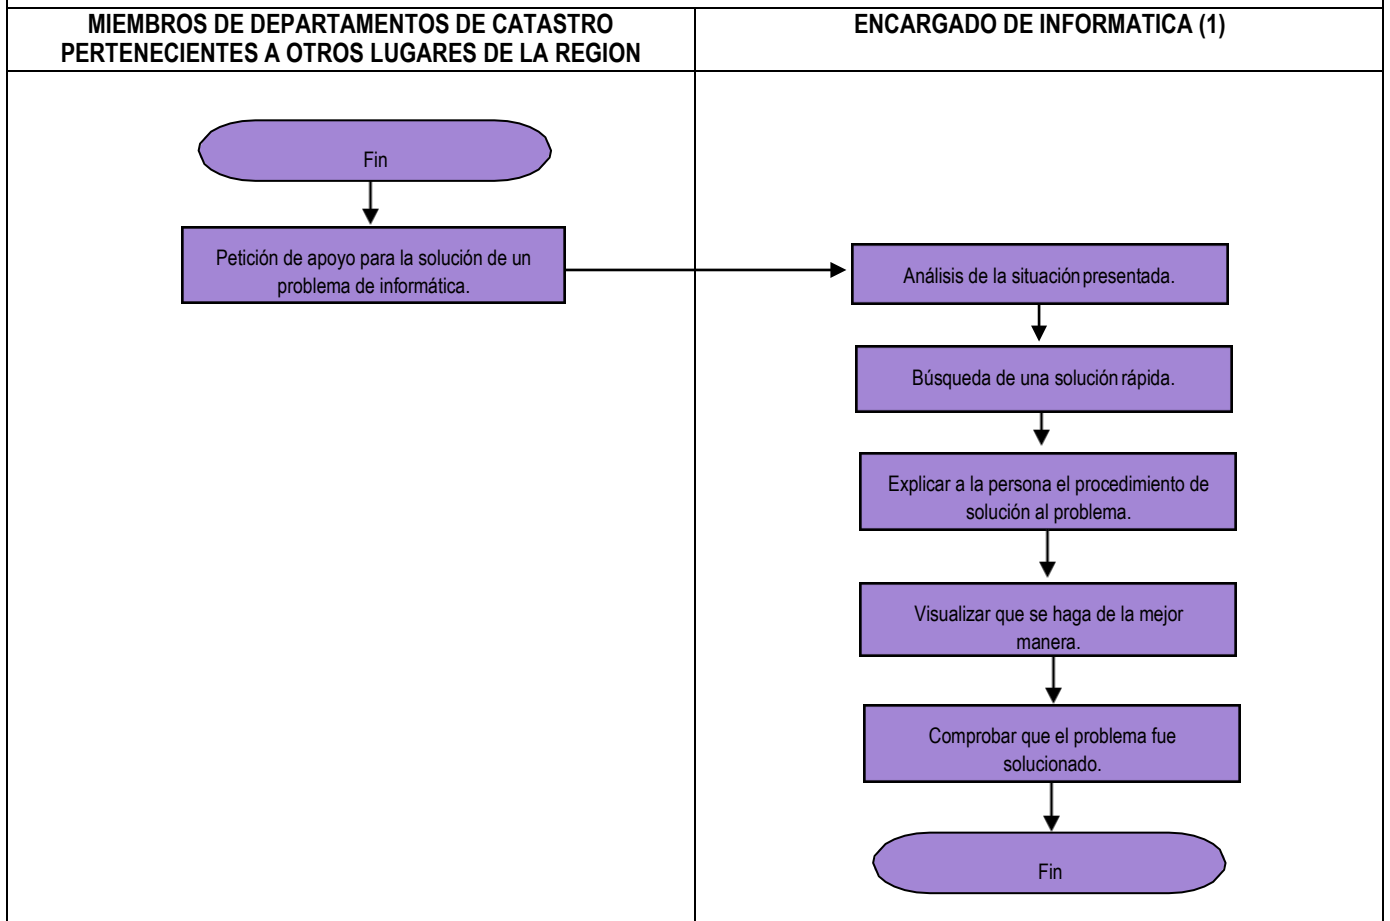 MIEMBROS DE DEPARTAMENTOS DE CATASTRO
PERTENECIENTES A OTROS LUGARES DE LA REGION
ENCARGADO DE INFORMATICA (1)
Fin
Petición de apoyo para la solución de un
problema de informática.
Análisis de la situación presentada.
Búsqueda de una solución rápida.
Explicar a la persona el procedimiento de
solución al problema.
Visualizar que se haga de la mejor
manera.
Comprobar que el problema fue
solucionado.
Fin